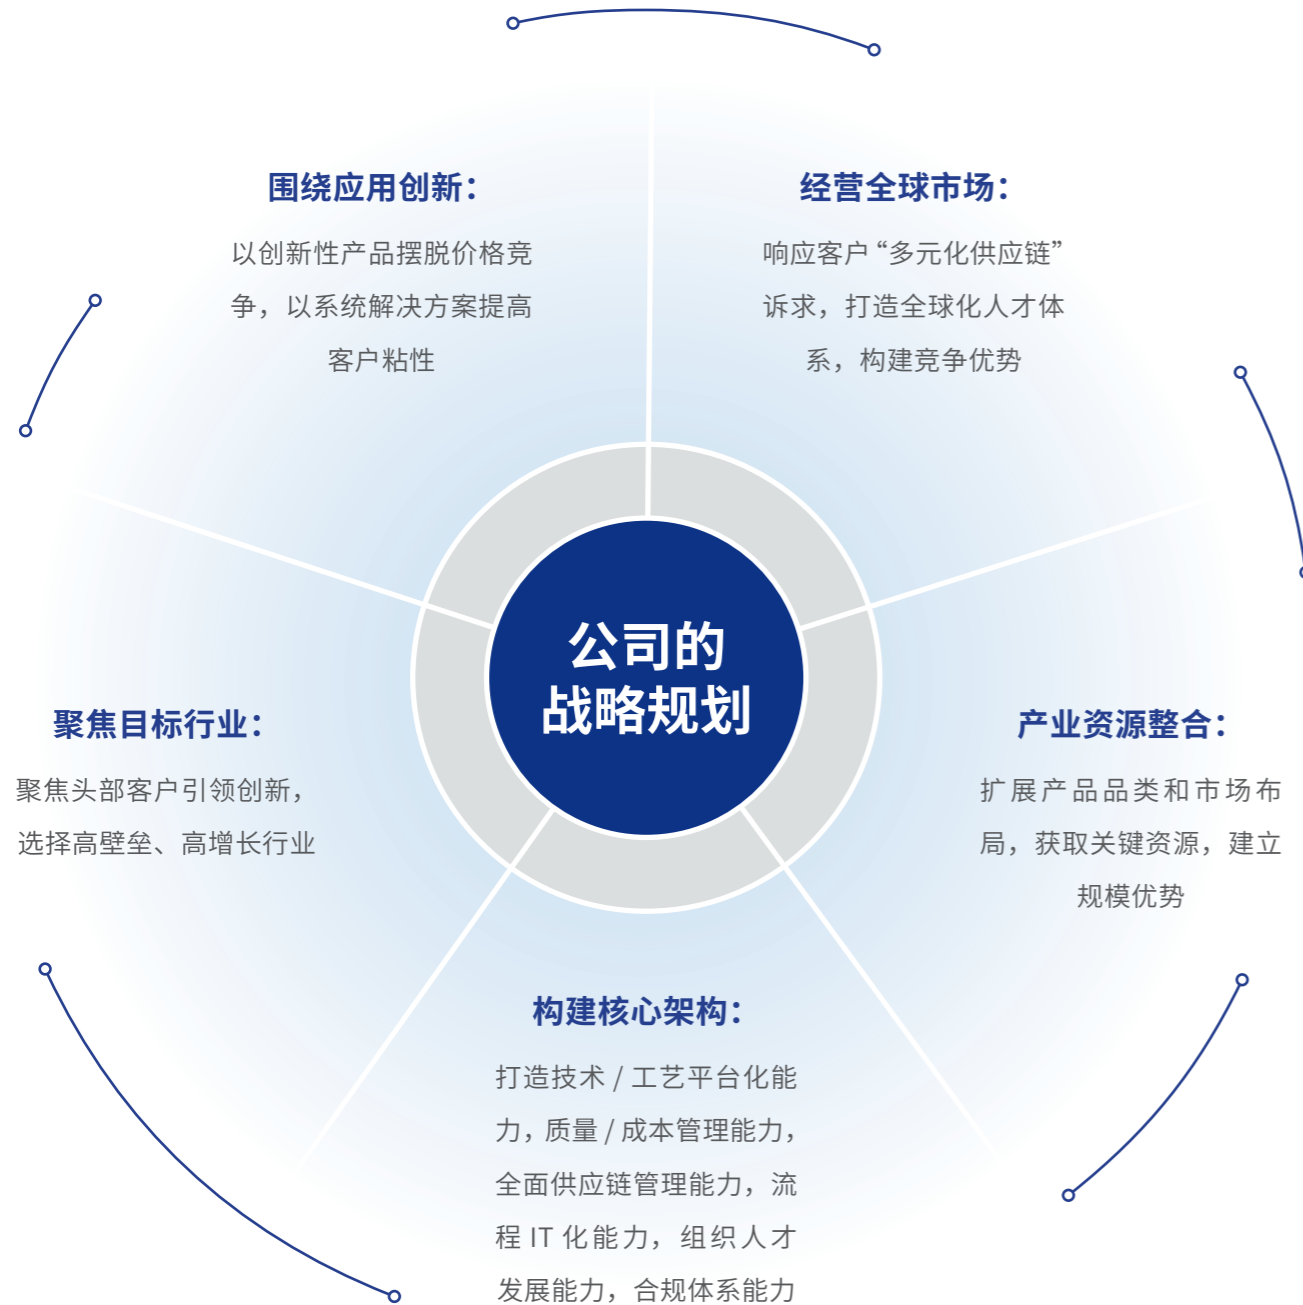 围绕应用创新：
以创新性产品摆脱价格竞
争，以系统解决方案提高
客户粘性
经营全球市场：
响应客户“多元化供应链”
诉求，打造全球化人才体
系，构建竞争优势
公司的
战略规划
聚焦目标行业：
聚焦头部客户引领创新，
选择高壁垒、高增长行业
产业资源整合：
扩展产品品类和市场布
局，获取关键资源，建立
规模优势
构建核心架构：
打造技术 / 工艺平台化能
力，质量 / 成本管理能力，
全面供应链管理能力，流
程 IT 化能力，组织人才
发展能力，合规体系能力